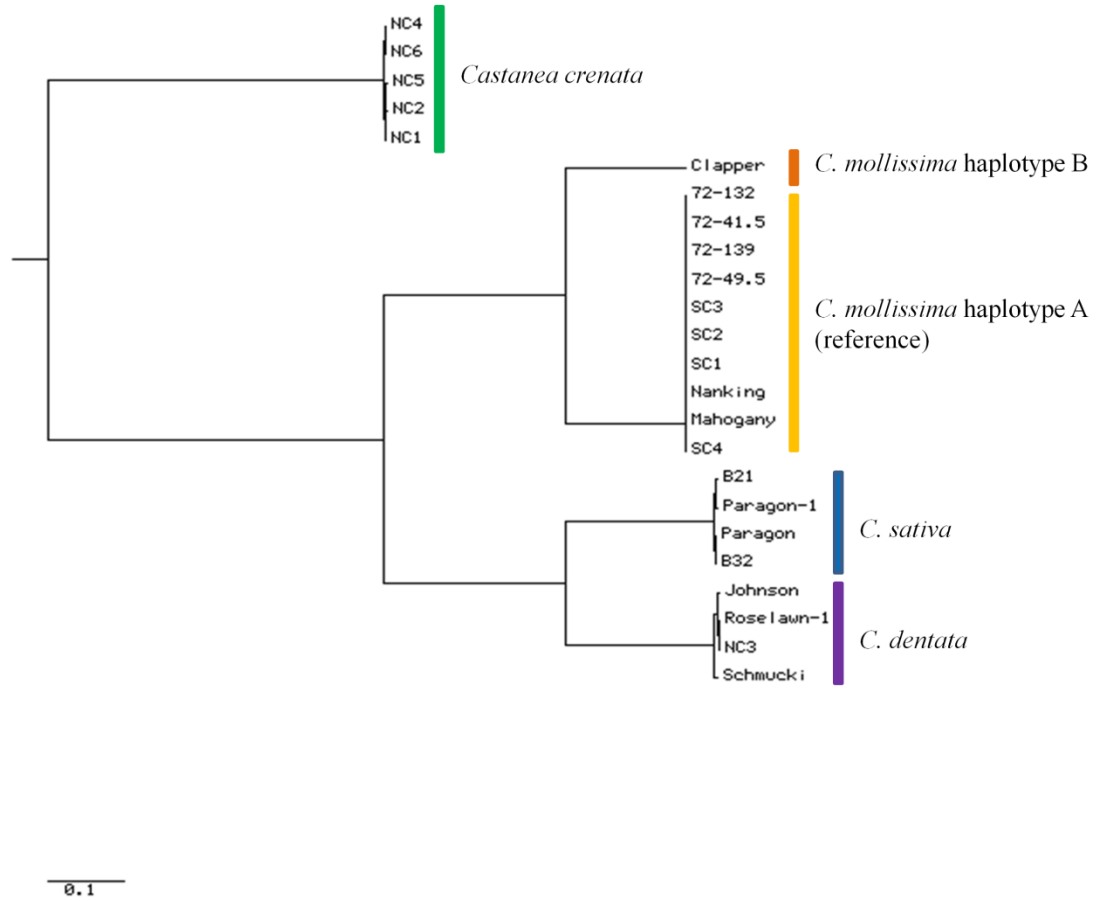 NC4
NC6
NC5
NC2
NC1
Castanea crenata
Clapper
C. mollissima haplotype B
72-132
72-41.5
72-139
72-49.5
SC3
SC2
SC1
Nanking
Mahogany
SC4
C. mollissima haplotype A
(reference)
B21
Paragon-1
Paragon
B32
C. sativa
Johnson
Roselawn-1
NC3
Schmucki
C. dentata
0.1